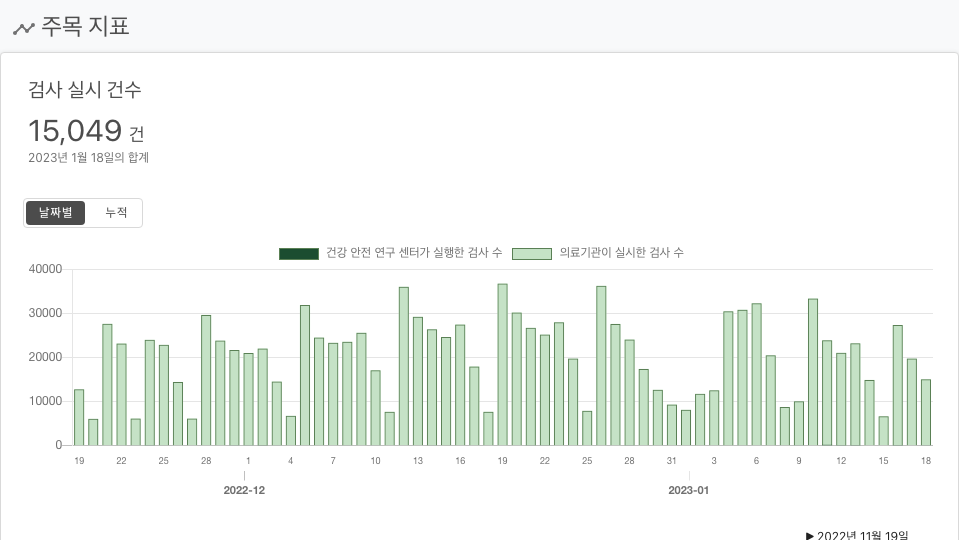 주목 지표
검사 실시 건수
15,049 건
2023년 1월 18일의 합계
날짜별 누적
건강 안전 연구 센터가 실행한 검사 수 의료기관이 실시한 검사 수
40000
30000
20000
10000
0
19 22 25 28 1 4 7 10 13 16 19 22 25 28 31 3 6 9 12 15 18
2022-12 2023-01
▶ 2022년 11월 19일